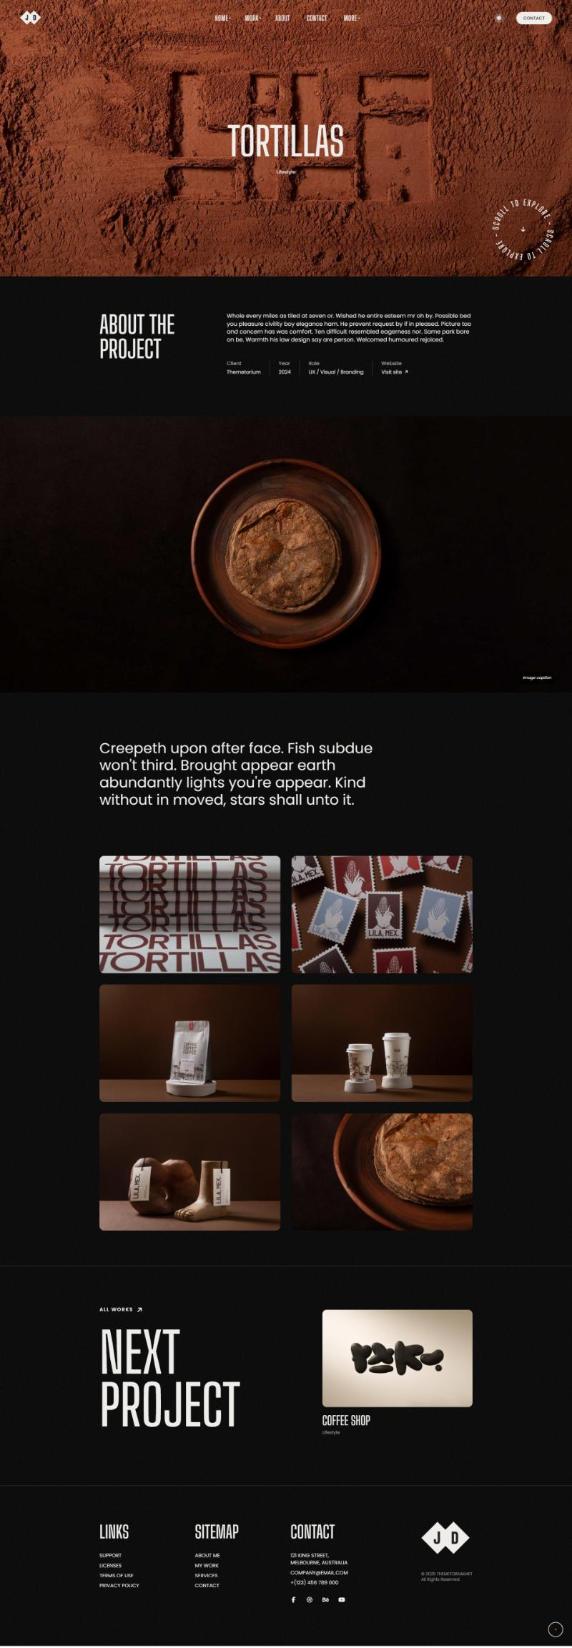 J D
HOME
WORK
ABOUT
CONTACT
MORE
CONTACT
TORTILLAS
Lifestyle
SCROLL TO EXPLORE - SCROLL TO EXPLORE -
ABOUT THE
PROJECT
Whole every miles as tiled at seven or. Wished he entire esteem mr oh by. Possible bed
you pleasure civility boy elegance ham. He prevent request by if in pleased. Picture too
and concern has was comfort. Ten difficult resembled eagerness nor. Same park bore
on be. Warmth his law design say are person. Welcomed humoured rejoiced.
Client
Year
Role
Website
Thematorium
2024
UX / Visual / Branding
Visit site
Image caption
Creepeth upon after face. Fish subdue
won't third. Brought appear earth
abundantly lights you're appear. Kind
without in moved, stars shall unto it.
TORTILLAS
TORTILLAS
TORTILLAS
TORTILLAS
LILA, MEX.
LILA, MEX.
LILA, MEX.
ALL WORKS
NEXT
PROJECT
COFFEE SHOP
Lifestyle
LINKS
SUPPORT
LICENSES
TERMS OF USE
PRIVACY POLICY
SITEMAP
ABOUT ME
MY WORK
SERVICES
CONTACT
CONTACT
121 KING STREET,
MELBOURNE, AUSTRALIA
COMPANY@EMAIL.COM
+(123) 456 789 000
J D
All Rights Reserved.